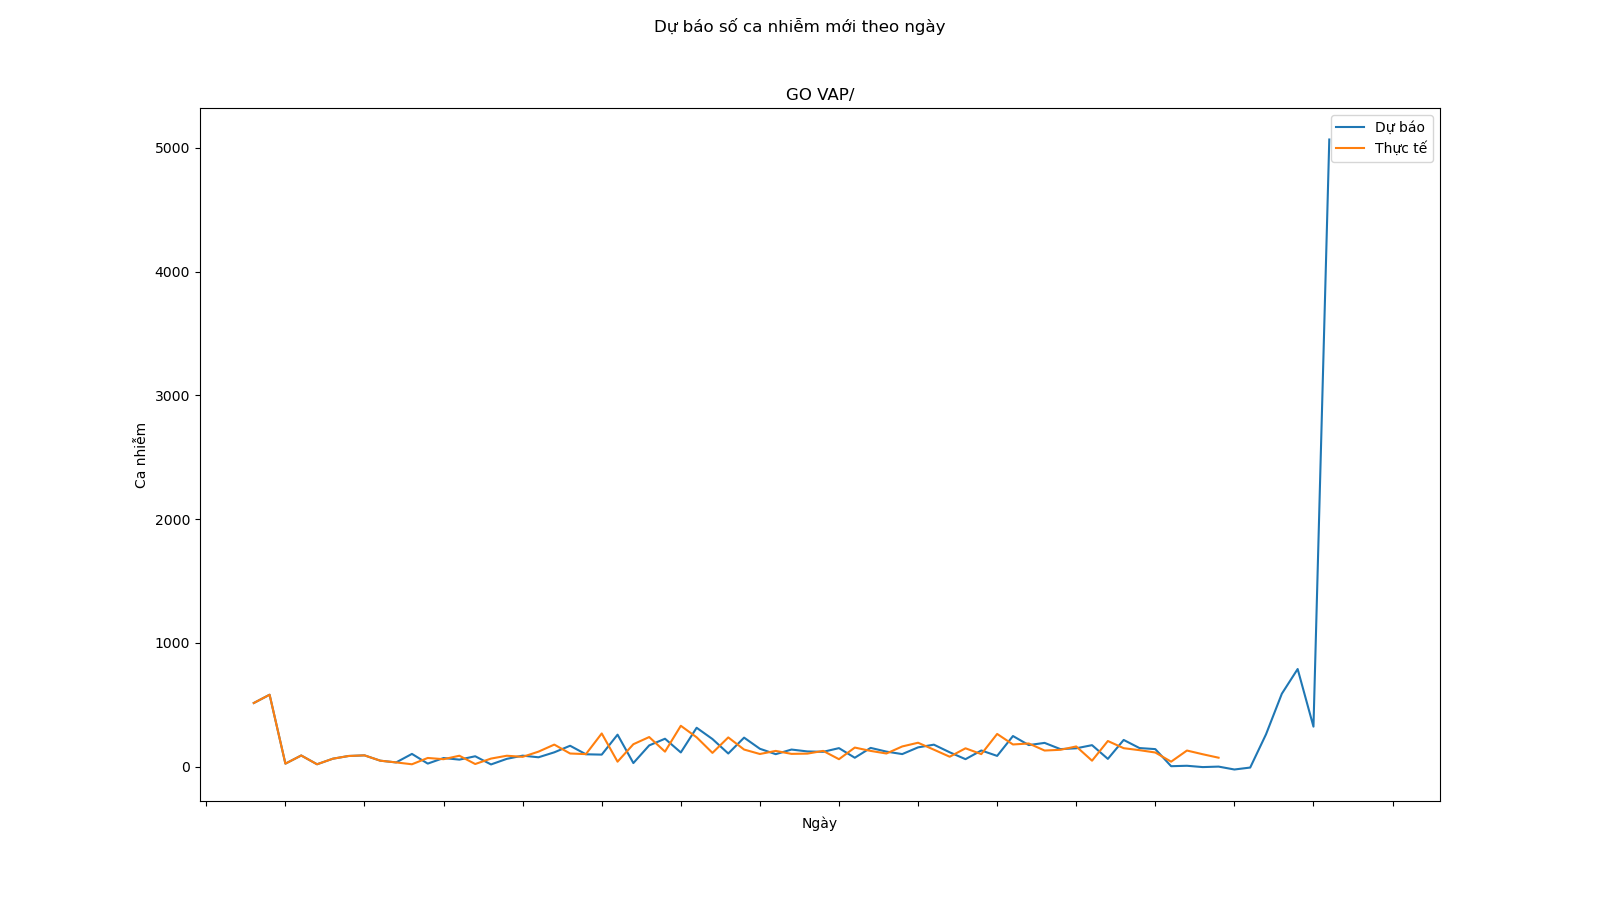 Dự báo số ca nhiễm mới theo ngày
GO VAP/
Dự báo
Thực tế
5000
4000
3000
2000
1000
0
Ca nhiễm
Ngày